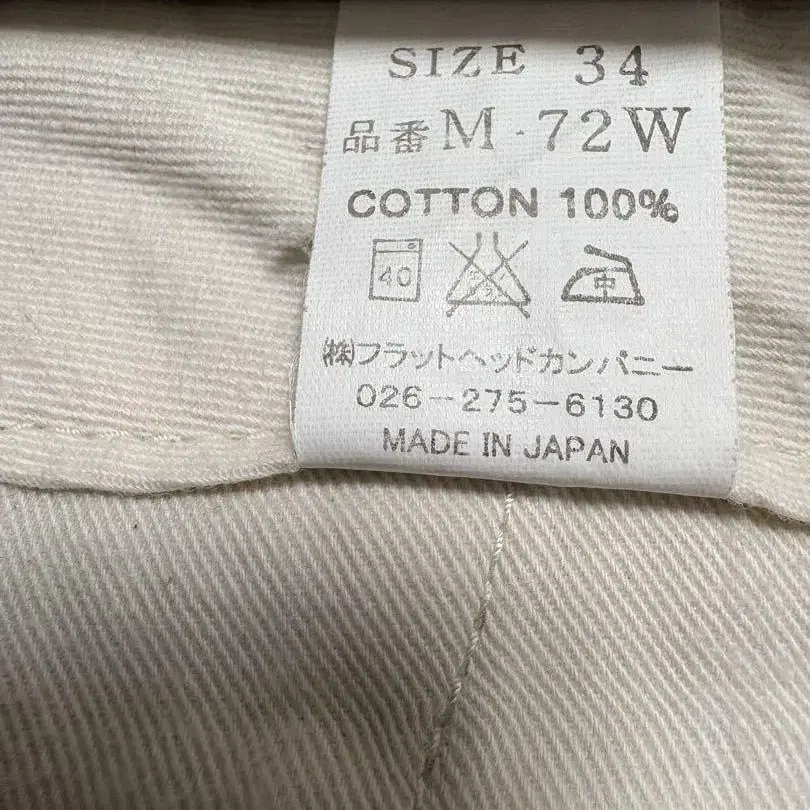 SIZE 34
品番 M-72W
COTTON 100%
40 中
㈱フラットヘッドカンパニー
026-275-6130
MADE IN JAPAN